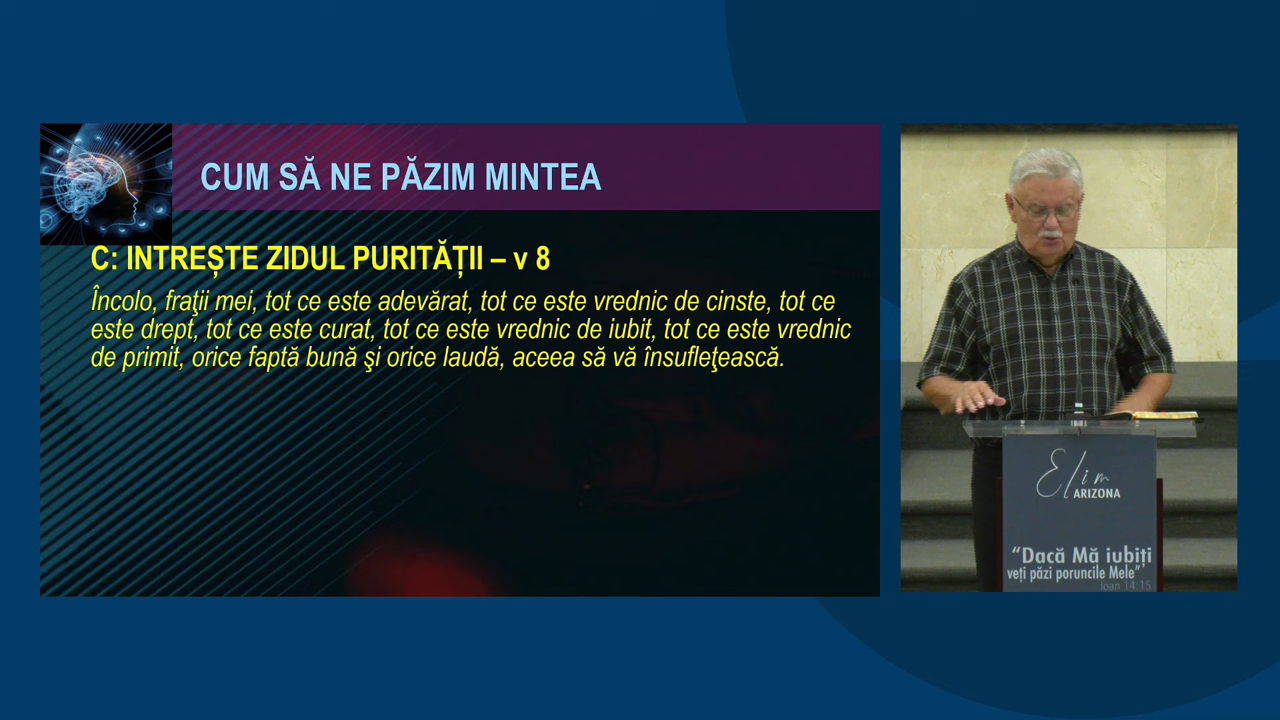 CUM SĂ NE PĂZIM MINTEA
C: INTREȘTE ZIDUL PURITĂȚII – v 8
Încolo, fraţii mei, tot ce este adevărat, tot ce este vrednic de cinste, tot ce
este drept, tot ce este curat, tot ce este vrednic de iubit, tot ce este vrednic
de primit, orice faptă bună şi orice laudă, aceea să vă însufleţească.
Elim
ARIZONA
“Dacă Mă iubiți
veți păzi poruncile Mele”
Ioan 14:15